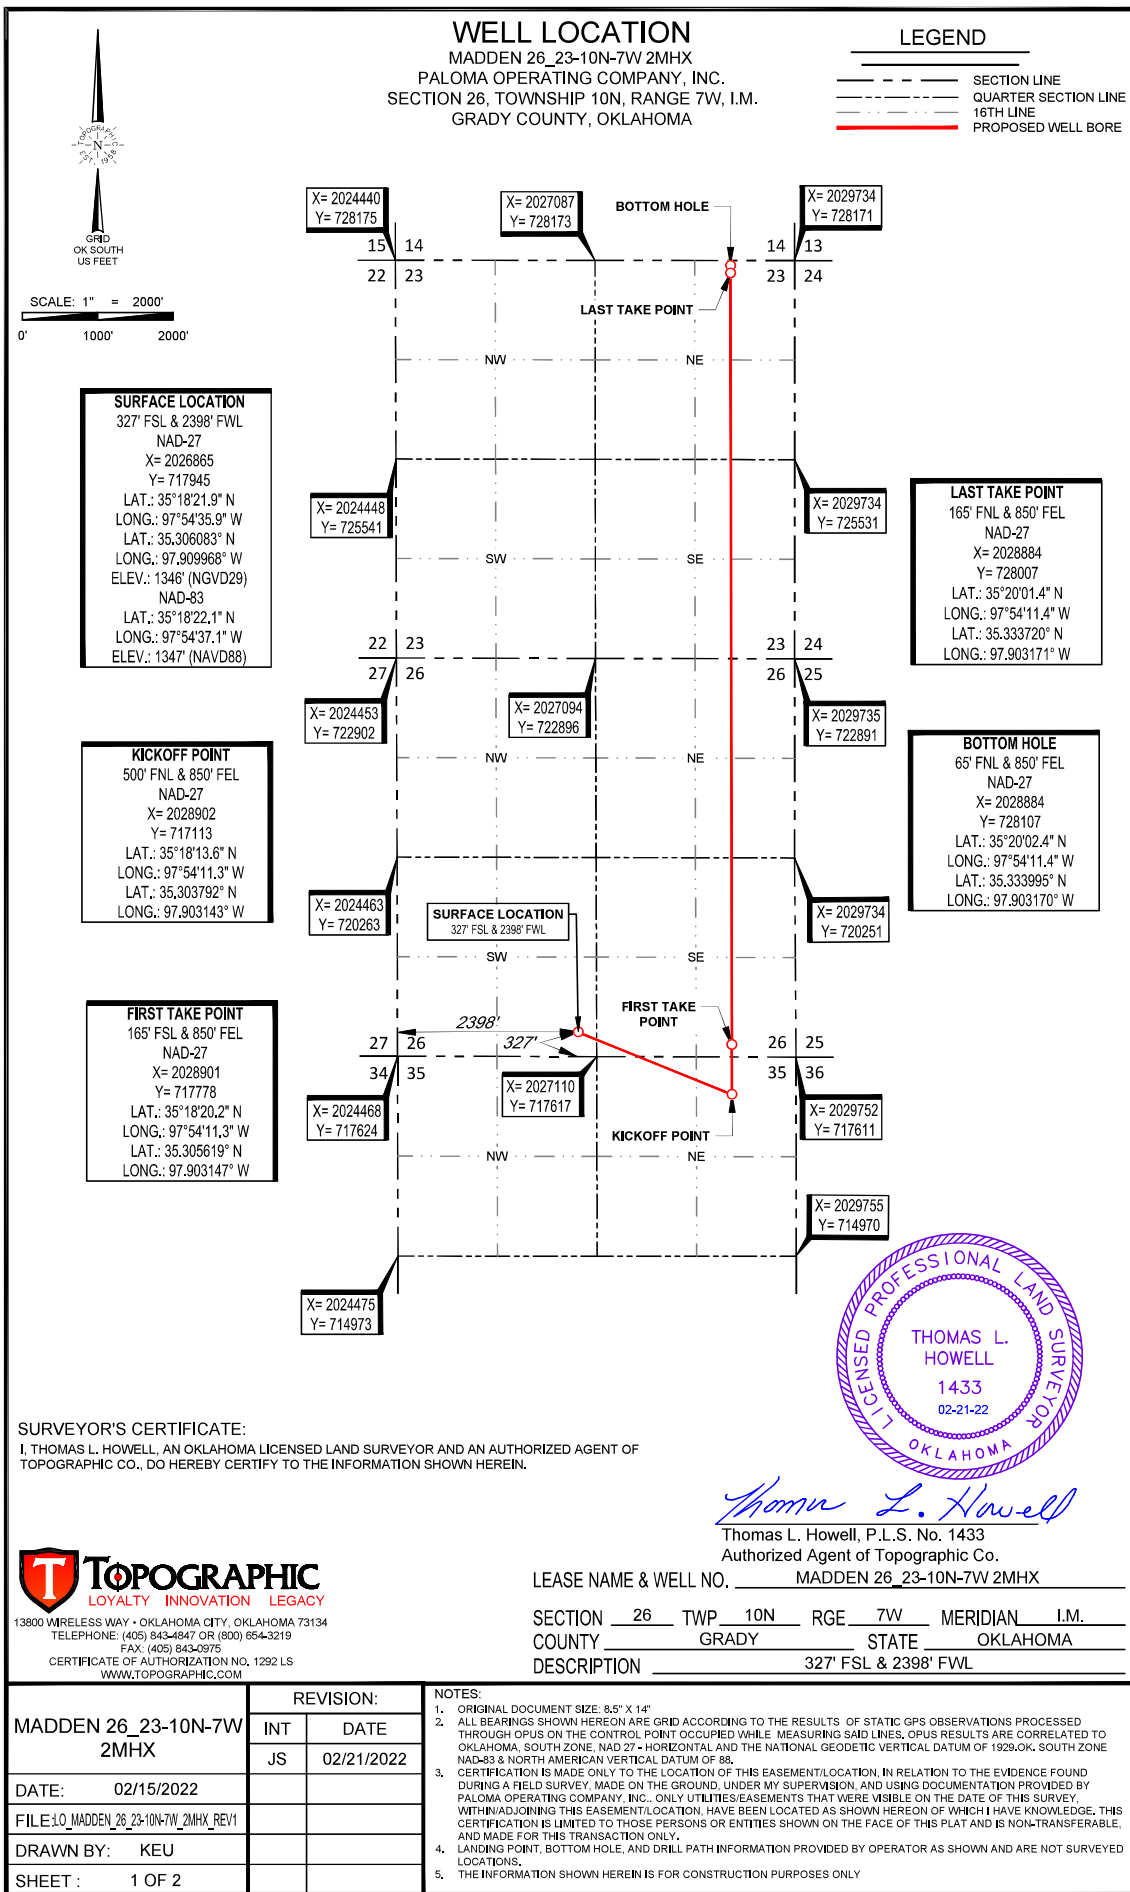 WELL LOCATION
MADDEN 26_23-10N-7W 2MHX
PALOMA OPERATING COMPANY, INC.
SECTION 26, TOWNSHIP 10N, RANGE 7W, I.M.
GRADY COUNTY, OKLAHOMA
LEGEND
SECTION LINE
QUARTER SECTION LINE
16TH LINE
PROPOSED WELL BORE
TOPOGRAPHIC
N
EST. 1958
GRID
OK SOUTH
US FEET
SCALE: 1" = 2000'
0' 1000' 2000'
X= 2024440
Y= 728175
X= 2027087
Y= 728173
BOTTOM HOLE
X= 2029734
Y= 728171
15 14
22 23
14 13
23 24
LAST TAKE POINT
NW NE
SURFACE LOCATION
327' FSL & 2398' FWL
NAD-27
X= 2026865
Y= 717945
LAT.: 35°18'21.9" N
LONG.: 97°54'35.9" W
LAT.: 35.306083° N
LONG.: 97.909968° W
ELEV.: 1346' (NGVD29)
NAD-83
LAT.: 35°18'22.1" N
LONG.: 97°54'37.1" W
ELEV.: 1347' (NAVD88)
X= 2024448
Y= 725541
X= 2029734
Y= 725531
LAST TAKE POINT
165' FNL & 850' FEL
NAD-27
X= 2028884
Y= 728007
LAT.: 35°20'01.4" N
LONG.: 97°54'11.4" W
LAT.: 35.333720° N
LONG.: 97.903171° W
SW SE
22 23
27 26
23 24
26 25
X= 2024453
Y= 722902
X= 2027094
Y= 722896
X= 2029735
Y= 722891
NW NE
KICKOFF POINT
500' FNL & 850' FEL
NAD-27
X= 2028902
Y= 717113
LAT.: 35°18'13.6" N
LONG.: 97°54'11.3" W
LAT.: 35.303792° N
LONG.: 97.903143° W
BOTTOM HOLE
65' FNL & 850' FEL
NAD-27
X= 2028884
Y= 728107
LAT.: 35°20'02.4" N
LONG.: 97°54'11.4" W
LAT.: 35.333995° N
LONG.: 97.903170° W
X= 2024463
Y= 720263
X= 2029734
Y= 720251
SURFACE LOCATION
327' FSL & 2398' FWL
SW SE
FIRST TAKE POINT
165' FSL & 850' FEL
NAD-27
X= 2028901
Y= 717778
LAT.: 35°18'20.2" N
LONG.: 97°54'11.3" W
LAT.: 35.305619° N
LONG.: 97.903147° W
FIRST TAKE
POINT
2398'
327'
27 26
34 35
26 25
35 36
X= 2024468
Y= 717624
X= 2027110
Y= 717617
X= 2029752
Y= 717611
KICKOFF POINT
NW NE
X= 2029755
Y= 714970
X= 2024475
Y= 714973
LICENSED PROFESSIONAL LAND SURVEYOR
THOMAS L.
HOWELL
1433
02-21-22
OKLAHOMA
SURVEYOR'S CERTIFICATE:
I, THOMAS L. HOWELL, AN OKLAHOMA LICENSED LAND SURVEYOR AND AN AUTHORIZED AGENT OF
TOPOGRAPHIC CO., DO HEREBY CERTIFY TO THE INFORMATION SHOWN HEREIN.
Thomas L. Howell
Thomas L. Howell, P.L.S. No. 1433
Authorized Agent of Topographic Co.
T TOPOGRAPHIC
LOYALTY INNOVATION LEGACY
13800 WIRELESS WAY • OKLAHOMA CITY, OKLAHOMA 73134
TELEPHONE: (405) 843-4847 OR (800) 654-3219
FAX: (405) 843-0975
CERTIFICATE OF AUTHORIZATION NO. 1292 LS
WWW.TOPOGRAPHIC.COM
LEASE NAME & WELL NO. MADDEN 26_23-10N-7W 2MHX
SECTION 26 TWP 10N RGE 7W MERIDIAN I.M.
COUNTY GRADY STATE OKLAHOMA
DESCRIPTION 327' FSL & 2398' FWL
MADDEN 26_23-10N-7W
2MHX
REVISION:
INT DATE
JS 02/21/2022
DATE: 02/15/2022
FILE:LO_MADDEN_26_23-10N-7W_2MHX_REV1
DRAWN BY: KEU
SHEET : 1 OF 2
NOTES:
1. ORIGINAL DOCUMENT SIZE: 8.5" X 14"
2. ALL BEARINGS SHOWN HEREON ARE GRID ACCORDING TO THE RESULTS OF STATIC GPS OBSERVATIONS PROCESSED
THROUGH OPUS ON THE CONTROL POINT OCCUPIED WHILE MEASURING SAID LINES. OPUS RESULTS ARE CORRELATED TO
OKLAHOMA, SOUTH ZONE, NAD 27 - HORIZONTAL AND THE NATIONAL GEODETIC VERTICAL DATUM OF 1929.OK. SOUTH ZONE
NAD-83 & NORTH AMERICAN VERTICAL DATUM OF 88.
3. CERTIFICATION IS MADE ONLY TO THE LOCATION OF THIS EASEMENT/LOCATION, IN RELATION TO THE EVIDENCE FOUND
DURING A FIELD SURVEY, MADE ON THE GROUND, UNDER MY SUPERVISION, AND USING DOCUMENTATION PROVIDED BY
PALOMA OPERATING COMPANY, INC.. ONLY UTILITIES/EASEMENTS THAT WERE VISIBLE ON THE DATE OF THIS SURVEY,
WITHIN/ADJOINING THIS EASEMENT/LOCATION, HAVE BEEN LOCATED AS SHOWN HEREON OF WHICH I HAVE KNOWLEDGE. THIS
CERTIFICATION IS LIMITED TO THOSE PERSONS OR ENTITIES SHOWN ON THE FACE OF THIS PLAT AND IS NON-TRANSFERABLE,
AND MADE FOR THIS TRANSACTION ONLY.
4. LANDING POINT, BOTTOM HOLE, AND DRILL PATH INFORMATION PROVIDED BY OPERATOR AS SHOWN AND ARE NOT SURVEYED
LOCATIONS.
5. THE INFORMATION SHOWN HEREIN IS FOR CONSTRUCTION PURPOSES ONLY